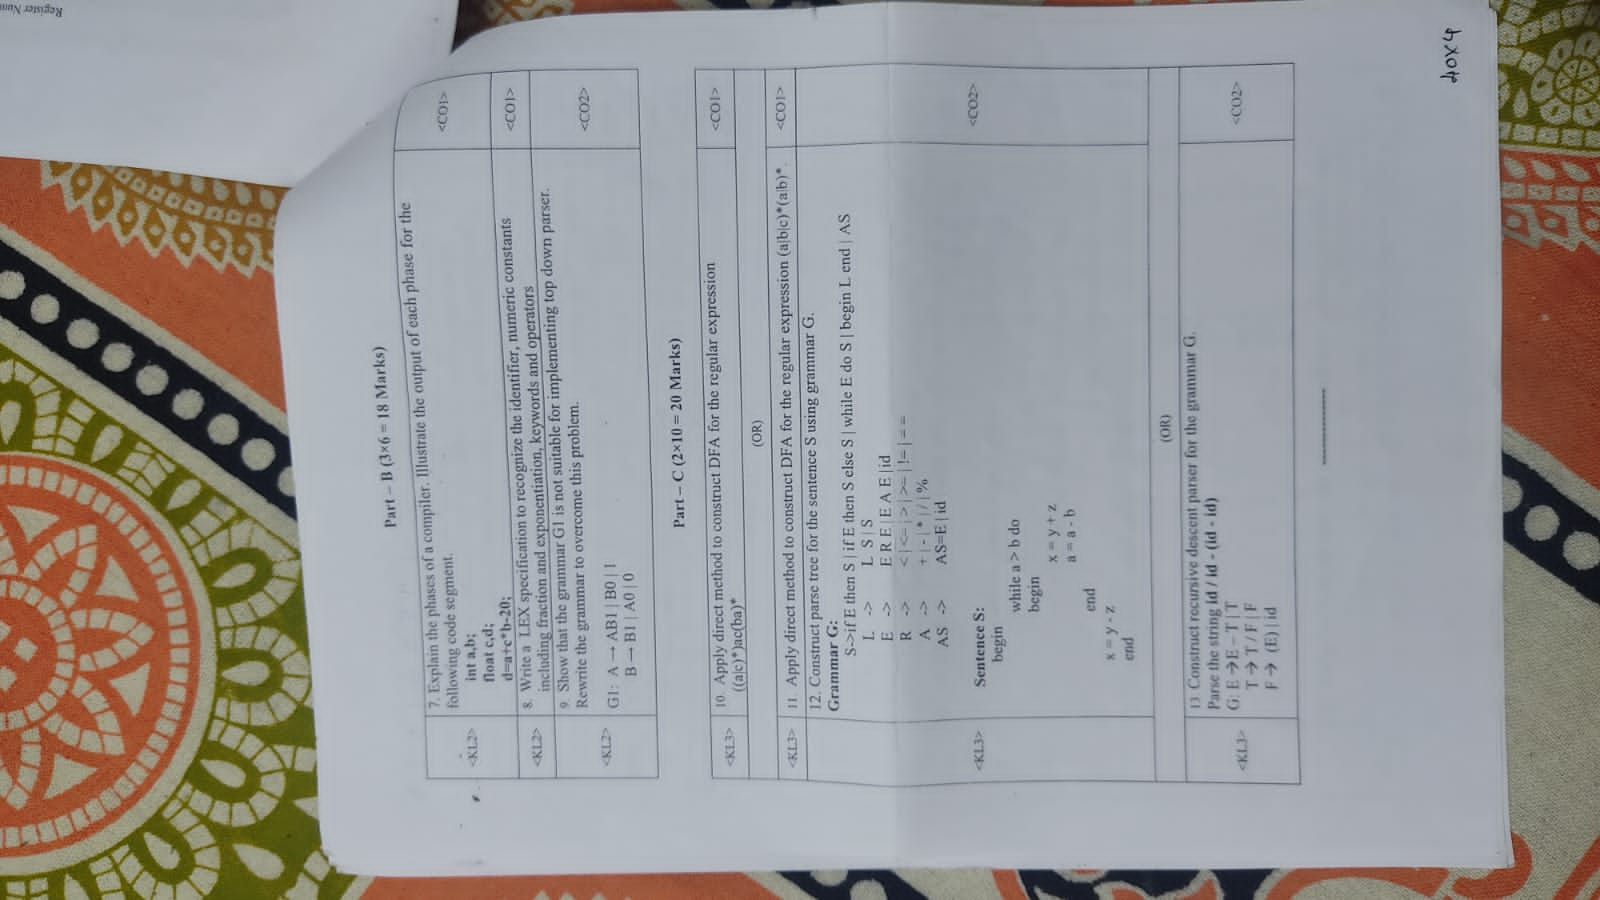 Register Num
Part – B (3×6 = 18 Marks)
<KL2>
7. Explain the phases of a compiler. Illustrate the output of each phase for the
following code segment.
int a,b;
float c,d;
d=a+c*b-20;
<CO1>
<KL2>
8. Write a LEX specification to recognize the identifier, numeric constants
including fraction and exponentiation, keywords and operators
<CO1>
<KL2>
9. Show that the grammar G1 is not suitable for implementing top down parser.
Rewrite the grammar to overcome this problem.
G1: A → AB1 | B0 | 1
B → B1 | A0 | 0
<CO2>
Part – C (2×10 = 20 Marks)
<KL3>
10. Apply direct method to construct DFA for the regular expression
((a|c)*)ac(ba)*
<CO1>
(OR)
<KL3>
11. Apply direct method to construct DFA for the regular expression (a|b|c)*(a|b)*.
<CO1>
12. Construct parse tree for the sentence S using grammar G.
Grammar G:
S->if E then S | if E then S else S | while E do S | begin L end | AS
L -> L S | S
E -> E R E | E A E | id
R -> < | <= | > | >= | != | ==
A -> + | - | * | / | %
AS -> AS=E | id
<KL3>
Sentence S:
<CO2>
begin
while a > b do
begin
x = y + z
a = a - b
end
x = y - z
end
(OR)
<KL3>
13 Construct recursive descent parser for the grammar G.
Parse the string id / id - (id - id)
G: E → E – T | T
T → T / F | F
F → (E) | id
<CO2>
40X4